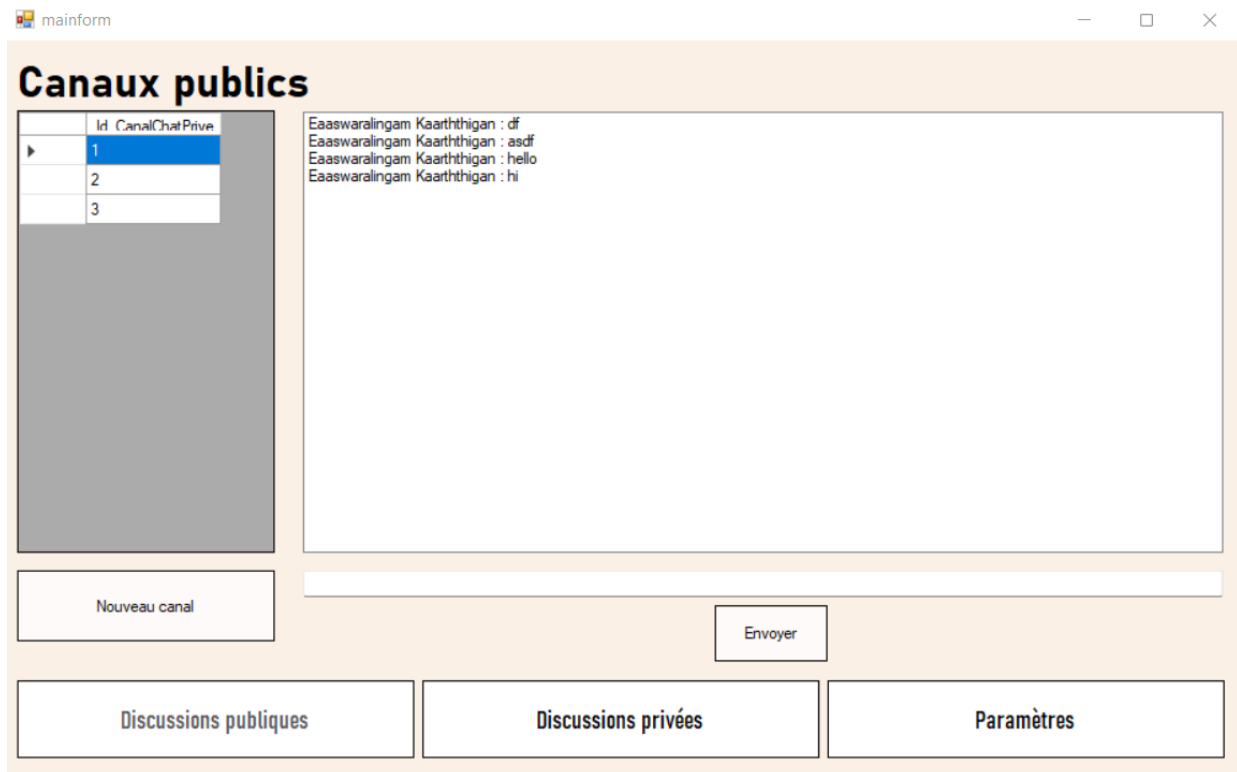 mainform
Canaux publics
Id_CanalChatPrive
1
2
3
Eaaswaralingam Kaarththigan : df
Eaaswaralingam Kaarththigan : asdf
Eaaswaralingam Kaarththigan : hello
Eaaswaralingam Kaarththigan : hi
Nouveau canal
Envoyer
Discussions publiques
Discussions privées
Paramètres